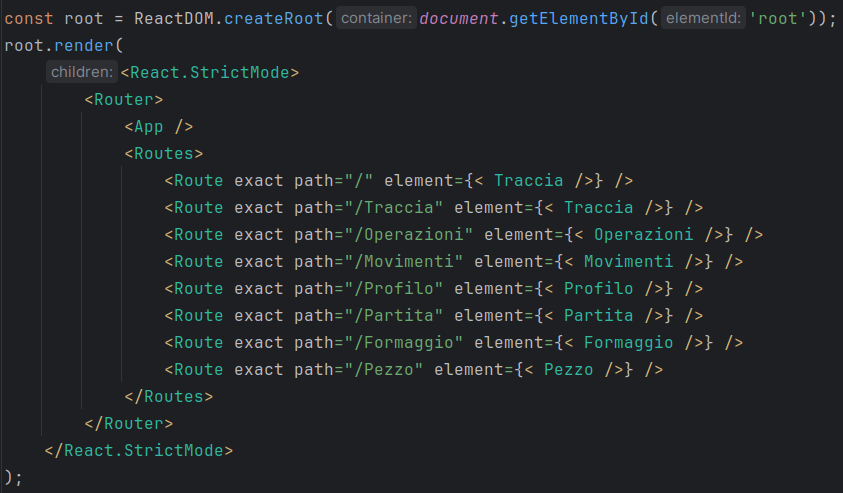 const root = ReactDOM.createRoot( container: document.getElementById( elementId: 'root'));
root.render(
    children: <React.StrictMode>
        <Router>
            <App />
            <Routes>
                <Route exact path="/" element={< Traccia />} />
                <Route exact path="/Traccia" element={< Traccia />} />
                <Route exact path="/Operazioni" element={< Operazioni />} />
                <Route exact path="/Movimenti" element={< Movimenti />} />
                <Route exact path="/Profilo" element={< Profilo />} />
                <Route exact path="/Partita" element={< Partita />} />
                <Route exact path="/Formaggio" element={< Formaggio />} />
                <Route exact path="/Pezzo" element={< Pezzo />} />
            </Routes>
        </Router>
    </React.StrictMode>
);